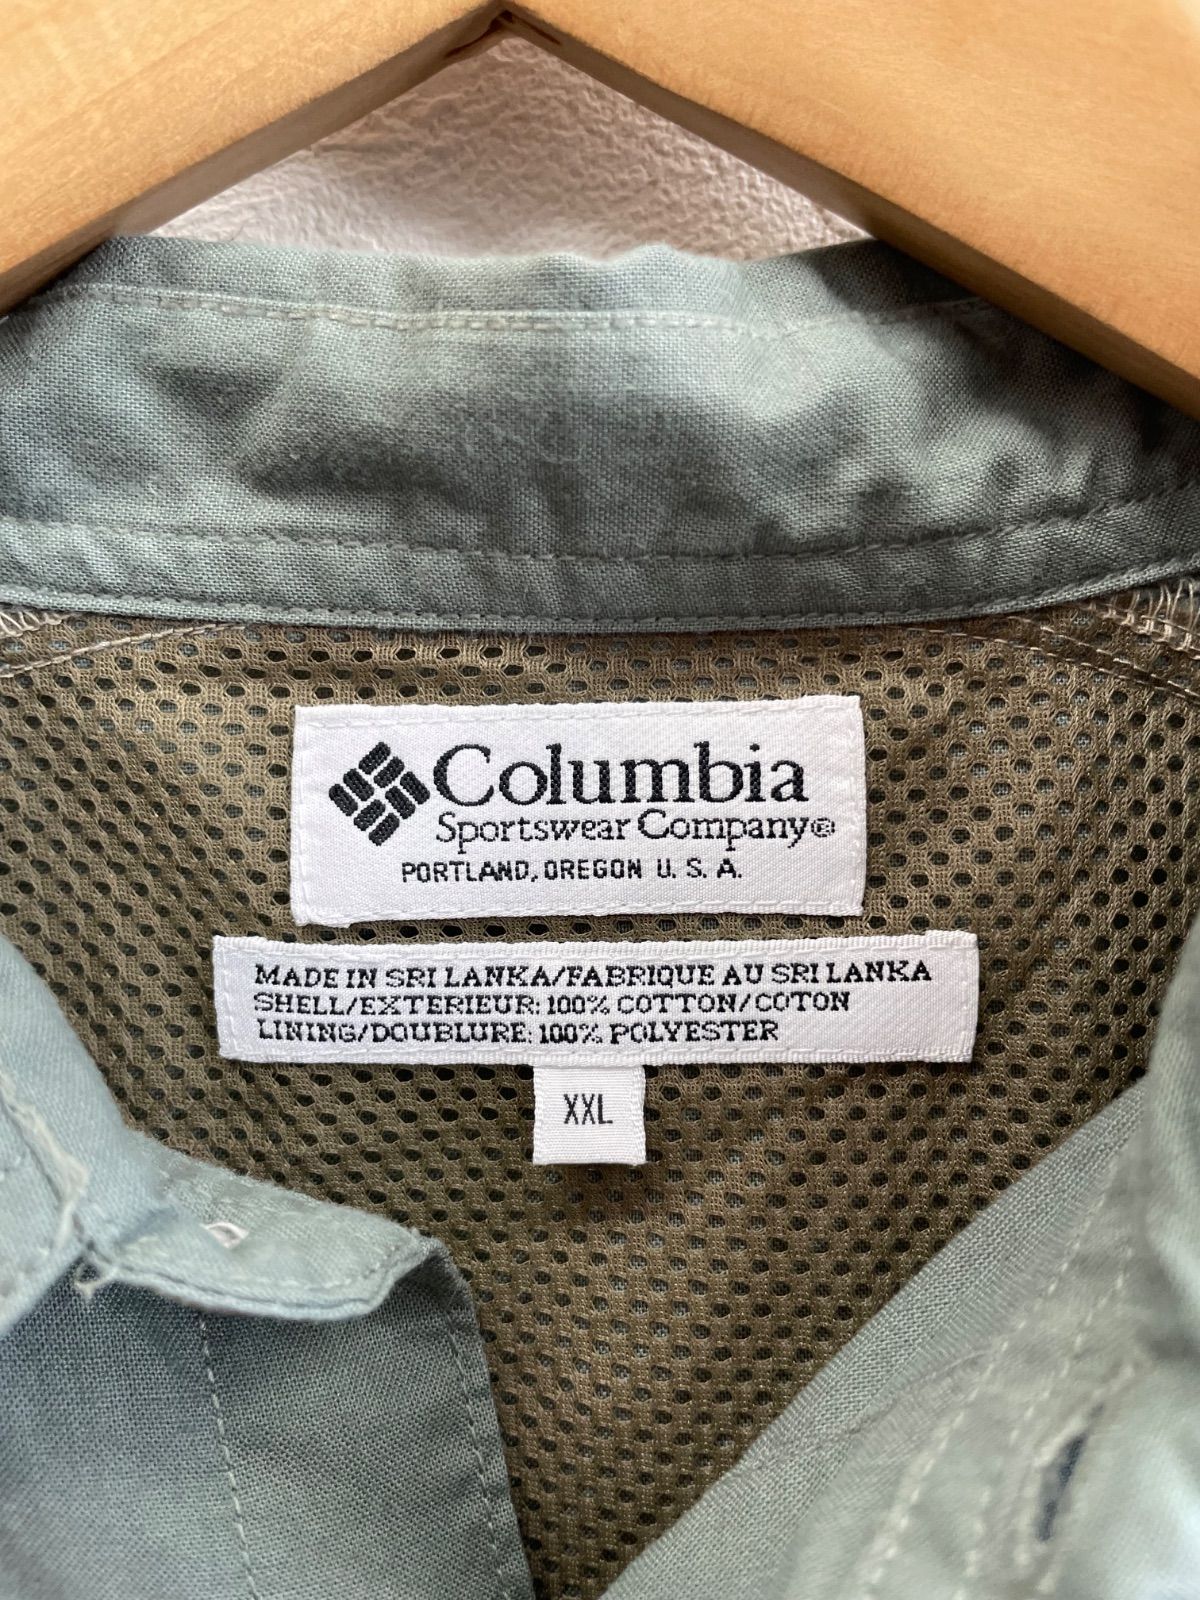 Columbia
Sportswear Company®
PORTLAND, OREGON U. S. A.
MADE IN SRI LANKA/FABRIQUE AU SRI LANKA
SHELL/EXTERIEUR: 100% COTTON/COTON
LINING/DOUBLURE: 100% POLYESTER
XXL